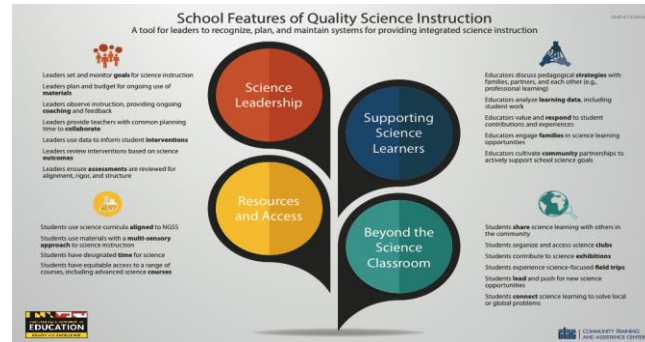 School Features of Quality Science Instruction
A tool for leaders to recognize, plan, and maintain systems for providing integrated science instruction
Leaders set and monitor goals for science instruction
Leaders plan and budget for ongoing use of
materials
Leaders observe instruction, providing ongoing
coaching and feedback
Leaders provide teachers with common planning
time to collaborate
Leaders use data to inform student interventions
Leaders review interventions based on science
outcomes
Leaders ensure assessments are reviewed for
alignment, rigor, and structure
Science
Leadership
Supporting
Science
Learners
Educators discuss pedagogical strategies with
families, partners, and each other (e.g.,
professional learning)
Educators analyze learning data, including
student work
Educators value and respond to student
contributions and experiences
Educators engage families in science learning
opportunities
Educators cultivate community partnerships to
actively support school science goals
Students use science curricula aligned to NGSS
Students use materials with a multi-sensory
approach to science instruction
Students have designated time for science
Students have equitable access to a range of
courses, including advanced science courses
Resources
and Access
Beyond the
Science
Classroom
Students share science learning with others in
the community
Students organize and access science clubs
Students contribute to science exhibitions
Students experience science-focused field trips
Students lead and push for new science
opportunities
Students connect science learning to solve local
or global problems
EDUCATION
ctac
COMMUNITY TRAINING
AND ASSISTANCE CENTER